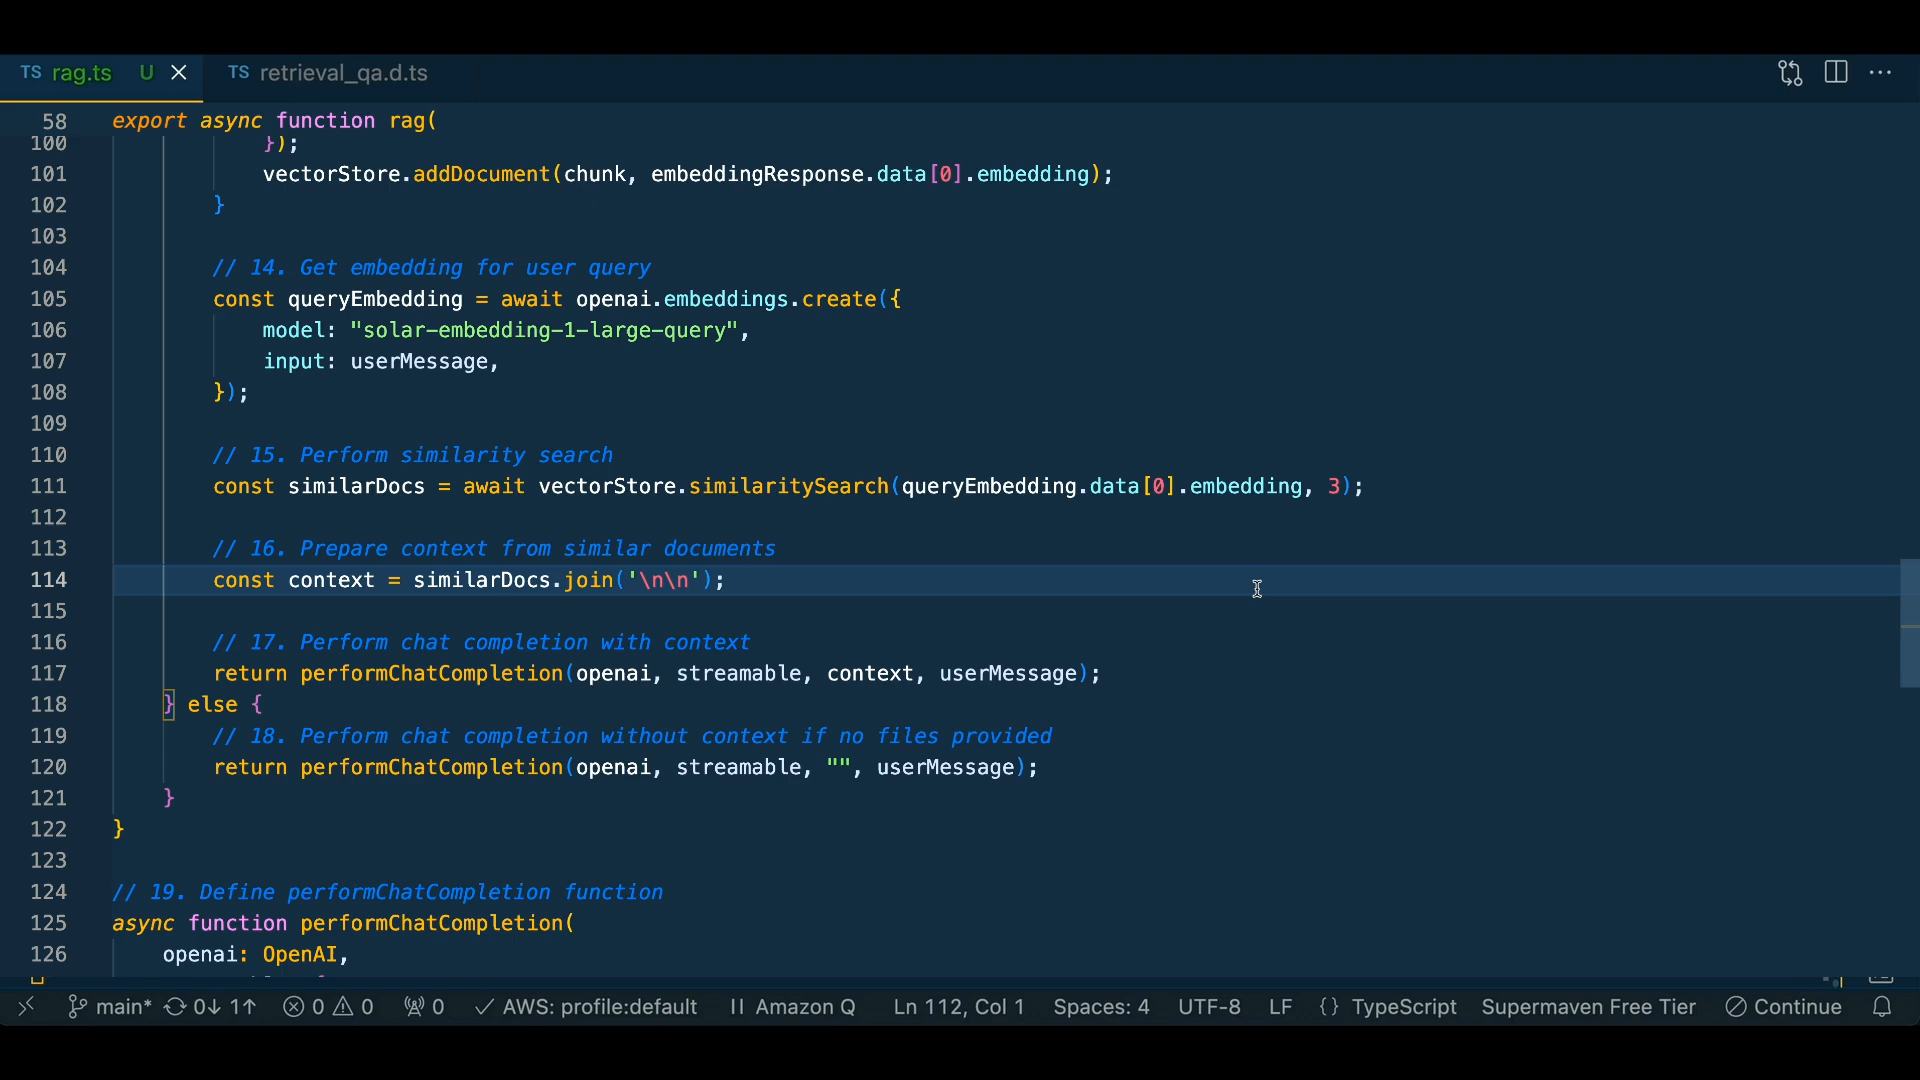 TS rag.ts U
TS retrieval_qa.d.ts
58 export async function rag(
100 });
101 vectorStore.addDocument(chunk, embeddingResponse.data[0].embedding);
102 }
103
104 // 14. Get embedding for user query
105 const queryEmbedding = await openai.embeddings.create({
106 model: "solar-embedding-1-large-query",
107 input: userMessage,
108 });
109
110 // 15. Perform similarity search
111 const similarDocs = await vectorStore.similaritySearch(queryEmbedding.data[0].embedding, 3);
112
113 // 16. Prepare context from similar documents
114 const context = similarDocs.join('\n\n');
115
116 // 17. Perform chat completion with context
117 return performChatCompletion(openai, streamable, context, userMessage);
118 } else {
119 // 18. Perform chat completion without context if no files provided
120 return performChatCompletion(openai, streamable, "", userMessage);
121 }
122 }
123
124 // 19. Define performChatCompletion function
125 async function performChatCompletion(
126 openai: OpenAI,
main* 0↓ 1↑ 0 0 0 AWS: profile:default Amazon Q Ln 112, Col 1 Spaces: 4 UTF-8 LF {} TypeScript Supermaven Free Tier Continue